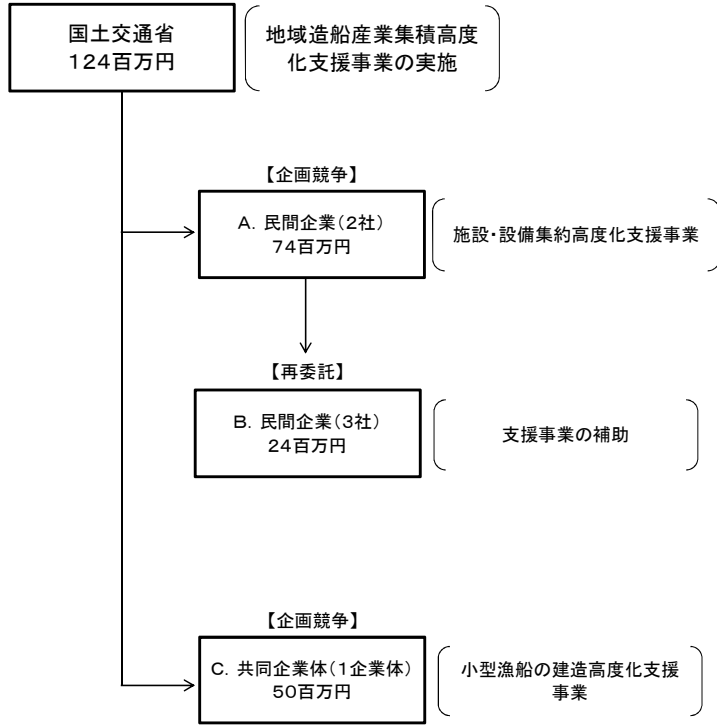 国土交通省
124百万円
地域造船産業集積高度
化支援事業の実施
【企画競争】
A. 民間企業(2社)
74百万円
施設・設備集約高度化支援事業
【再委託】
B. 民間企業(3社)
24百万円
支援事業の補助
【企画競争】
C. 共同企業体(1企業体)
50百万円
小型漁船の建造高度化支援
事業